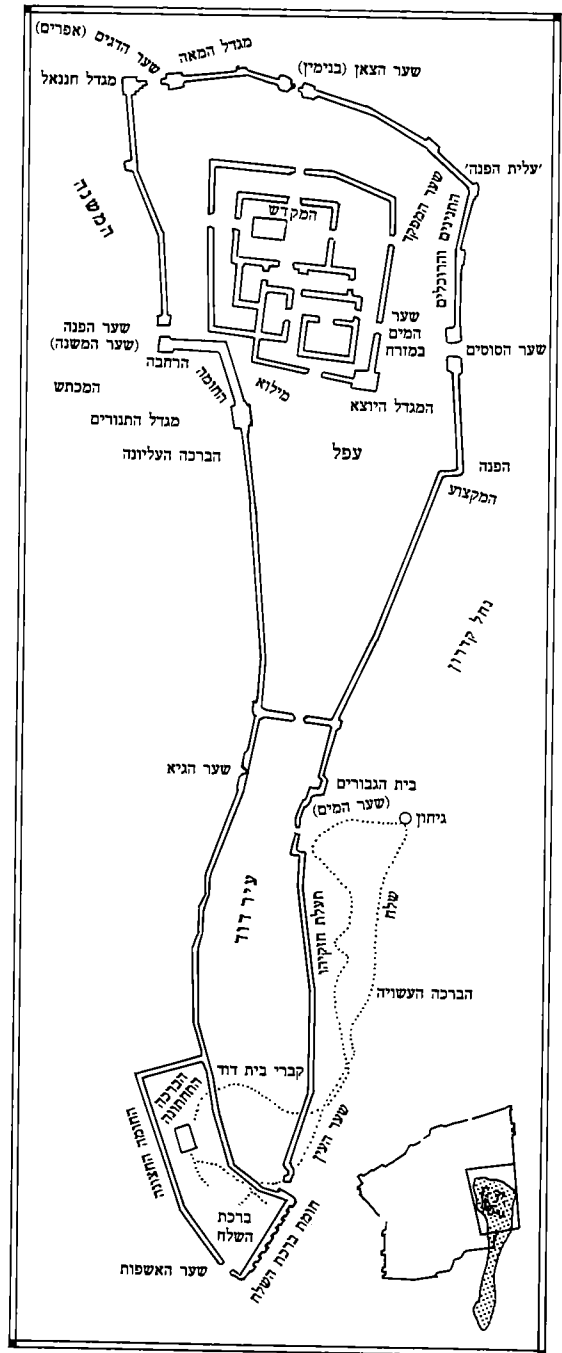 מגדל המאה
שער הדגים (אפרים)
שער הצאן (בנימין)
מגדל חננאל
'עלית הפנה'
שער המפקד
החנינים והרוכלים
המשנה
המקדש
שער
המים
במזרח
שער הפנה
(שער המשנה)
שער הסוסים
הרחבה
החומה
מילוא
המגדל היוצא
המכתש
מגדל התנורים
הברכה העליונה
עפל
הפנה
המקצוע
נחל קדרון
שער הגיא
בית הגבורים
(שער המים)
גיחון
עיר דוד
תעלת חזקיהו
שלח
הברכה העשויה
קברי בית דוד
הברכה
התחתונה
החומה החיצונה
שער העין
ברכת
השלח
חומת ברכת השלח
שער האשפות